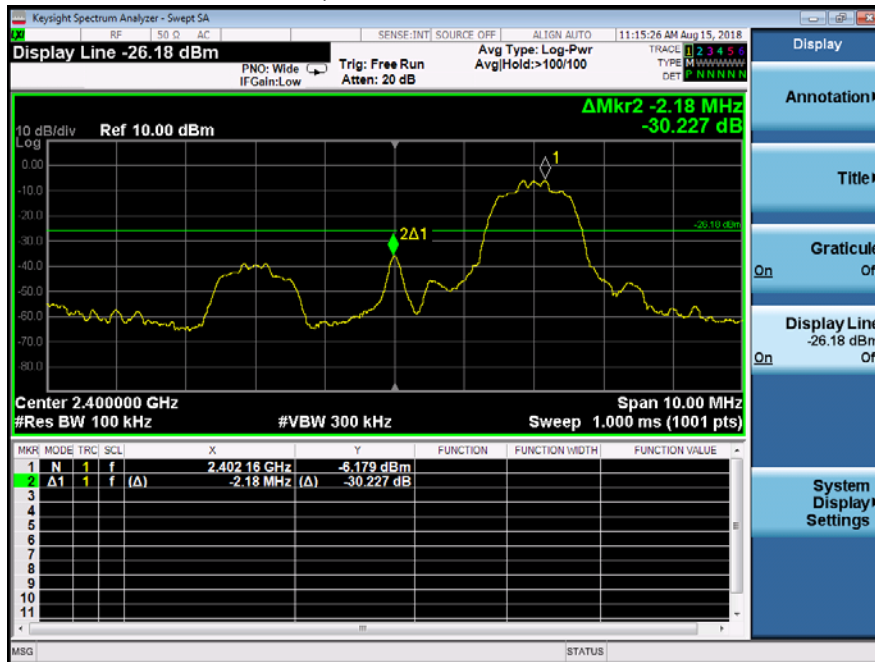 Keysight Spectrum Analyzer - Swept SA
LXI RF 50 Ω AC SENSE:INT SOURCE OFF ALIGN AUTO 11:15:26 AM Aug 15, 2018
Display Line -26.18 dBm
PNO: Wide
IFGain:Low
Trig: Free Run
Atten: 20 dB
Avg Type: Log-Pwr
Avg|Hold:>100/100
TRACE 1 2 3 4 5 6
TYPE M WWWWW
DET P N N N N N
ΔMkr2 -2.18 MHz
-30.227 dB
10 dB/div Ref 10.00 dBm
Log
1
0.00
-10.0
-20.0
-26.18 dBm
2Δ1
-30.0
-40.0
-50.0
-60.0
-70.0
-80.0
Center 2.400000 GHz Span 10.00 MHz
#Res BW 100 kHz #VBW 300 kHz Sweep 1.000 ms (1001 pts)
MKR MODE TRC SCL X Y FUNCTION FUNCTION WIDTH FUNCTION VALUE
1 N 1 f 2.402 16 GHz -6.179 dBm
2 Δ1 1 f (Δ) -2.18 MHz (Δ) -30.227 dB
3
4
5
6
7
8
9
10
11
MSG STATUS
Display
Annotation
Title
Graticule
On Off
Display Line
-26.18 dBm
On Off
System
Display
Settings